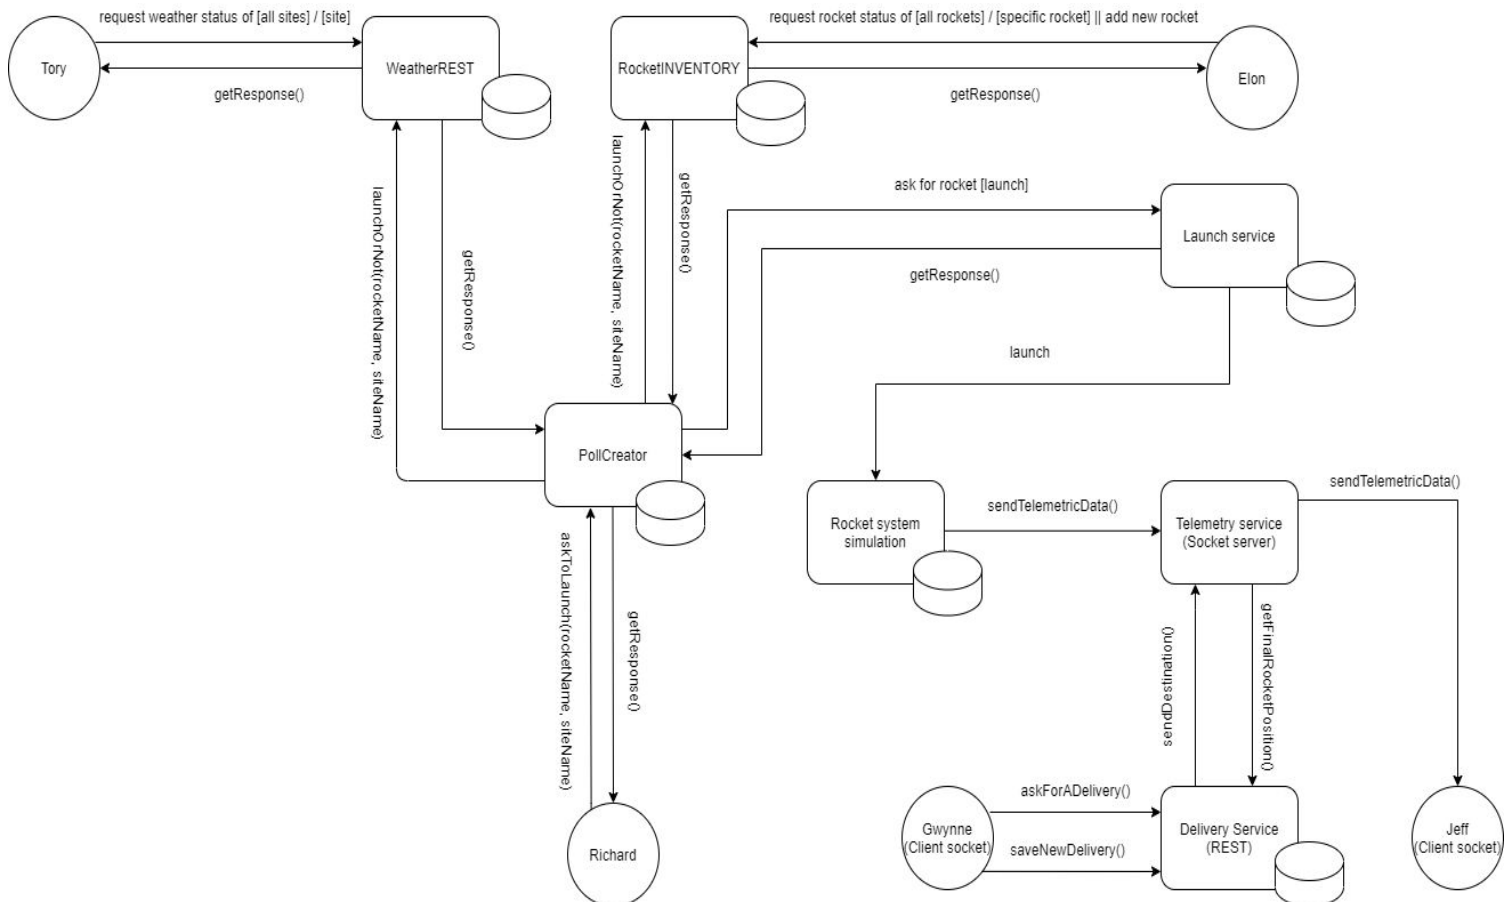 request weather status of [all sites] / [site]
request rocket status of [all rockets] / [specific rocket] || add new rocket
Tory
WeatherREST
RocketINVENTORY
Elon
getResponse()
getResponse()
launchOrNot(rocketName, siteName)
getResponse()
launchOrNot(rocketName, siteName)
getResponse()
ask for rocket [launch]
Launch service
getResponse()
launch
PollCreator
Rocket system
simulation
sendTelemetricData()
Telemetry service
(Socket server)
sendTelemetricData()
askToLaunch(rocketName, siteName)
getResponse()
sendDestination()
getFinalRocketPosition()
Richard
Gwynne
(Client socket)
askForADelivery()
saveNewDelivery()
Delivery Service
(REST)
Jeff
(Client socket)